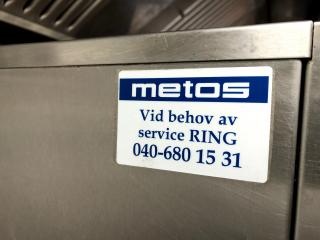 metos
Vid behov av
service RING
040-680 15 31